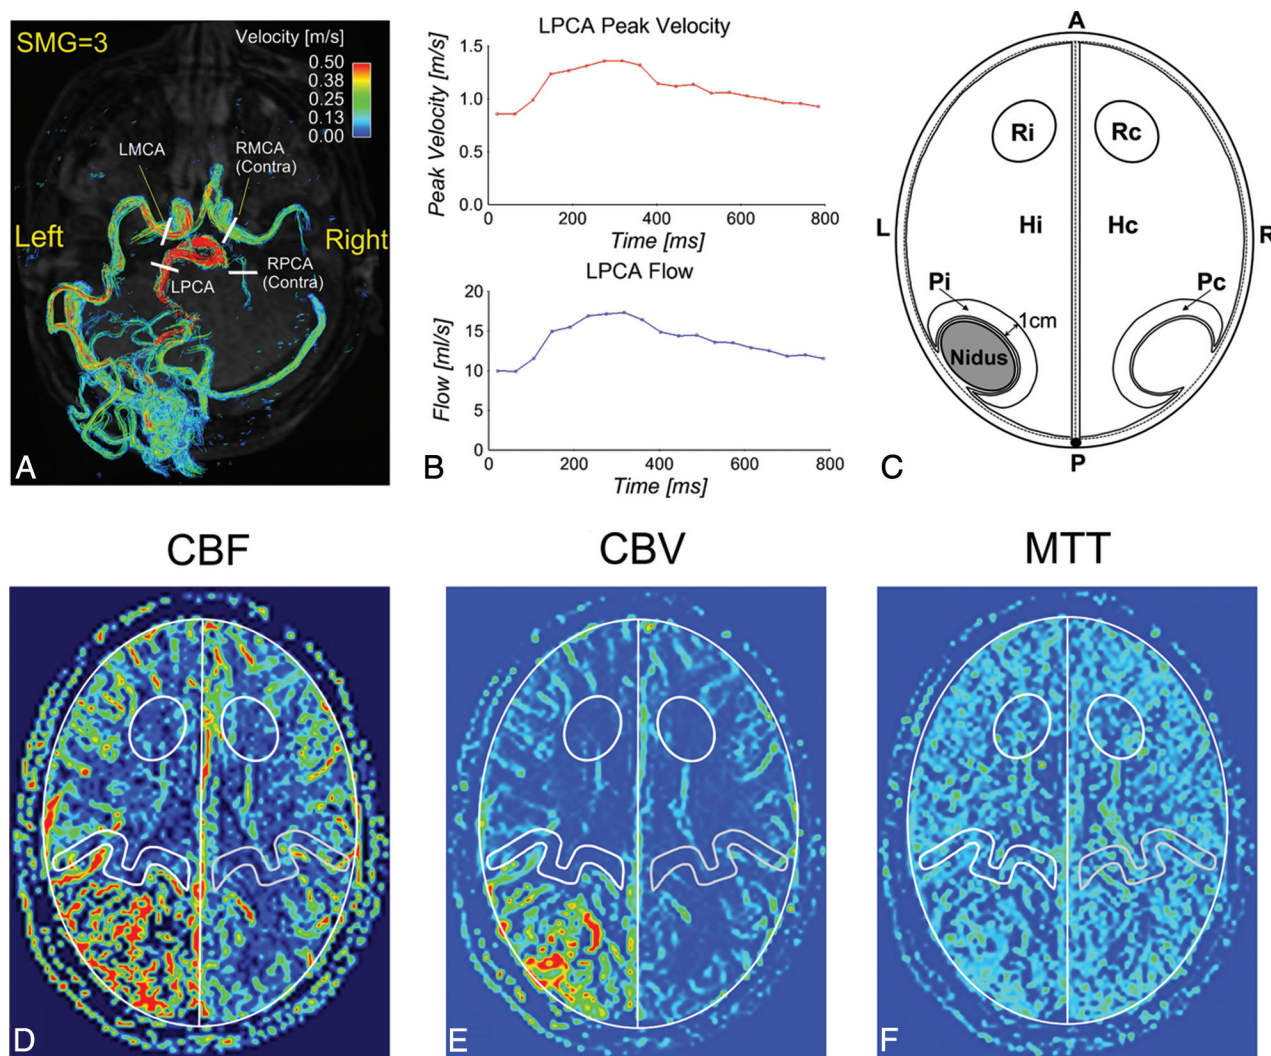 SMG=3
Velocity [m/s]
0.50
0.38
0.25
0.13
0.00
LMCA
RMCA
(Contra)
Left
Right
LPCA
RPCA
(Contra)
A
LPCA Peak Velocity
Peak Velocity [m/s]
1.5
1.0
0.5
0.0
0 200 400 600 800
Time [ms]
LPCA Flow
Flow [ml/s]
20
15
10
5
0
0 200 400 600 800
Time [ms]
B
A
Ri Rc
L Hi Hc R
Pi Pc
1cm
Nidus
P
C
CBF
D
CBV
E
MTT
F